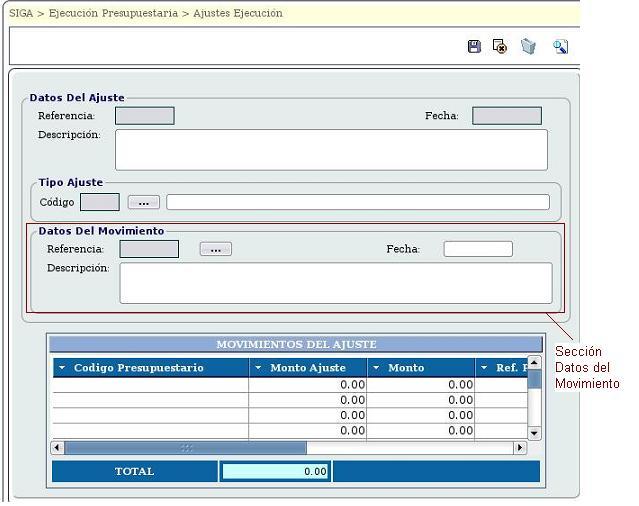 SIGA > Ejecución Presupuestaria > Ajustes Ejecución
Datos Del Ajuste
Referencia: Fecha:
Descripción:
Tipo Ajuste
Código ...
Datos Del Movimiento
Referencia: ... Fecha:
Descripción:
Sección
Datos del
Movimiento
MOVIMIENTOS DEL AJUSTE
Codigo Presupuestario Monto Ajuste Monto Ref.
0.00 0.00
0.00 0.00
0.00 0.00
0.00 0.00
TOTAL 0.00